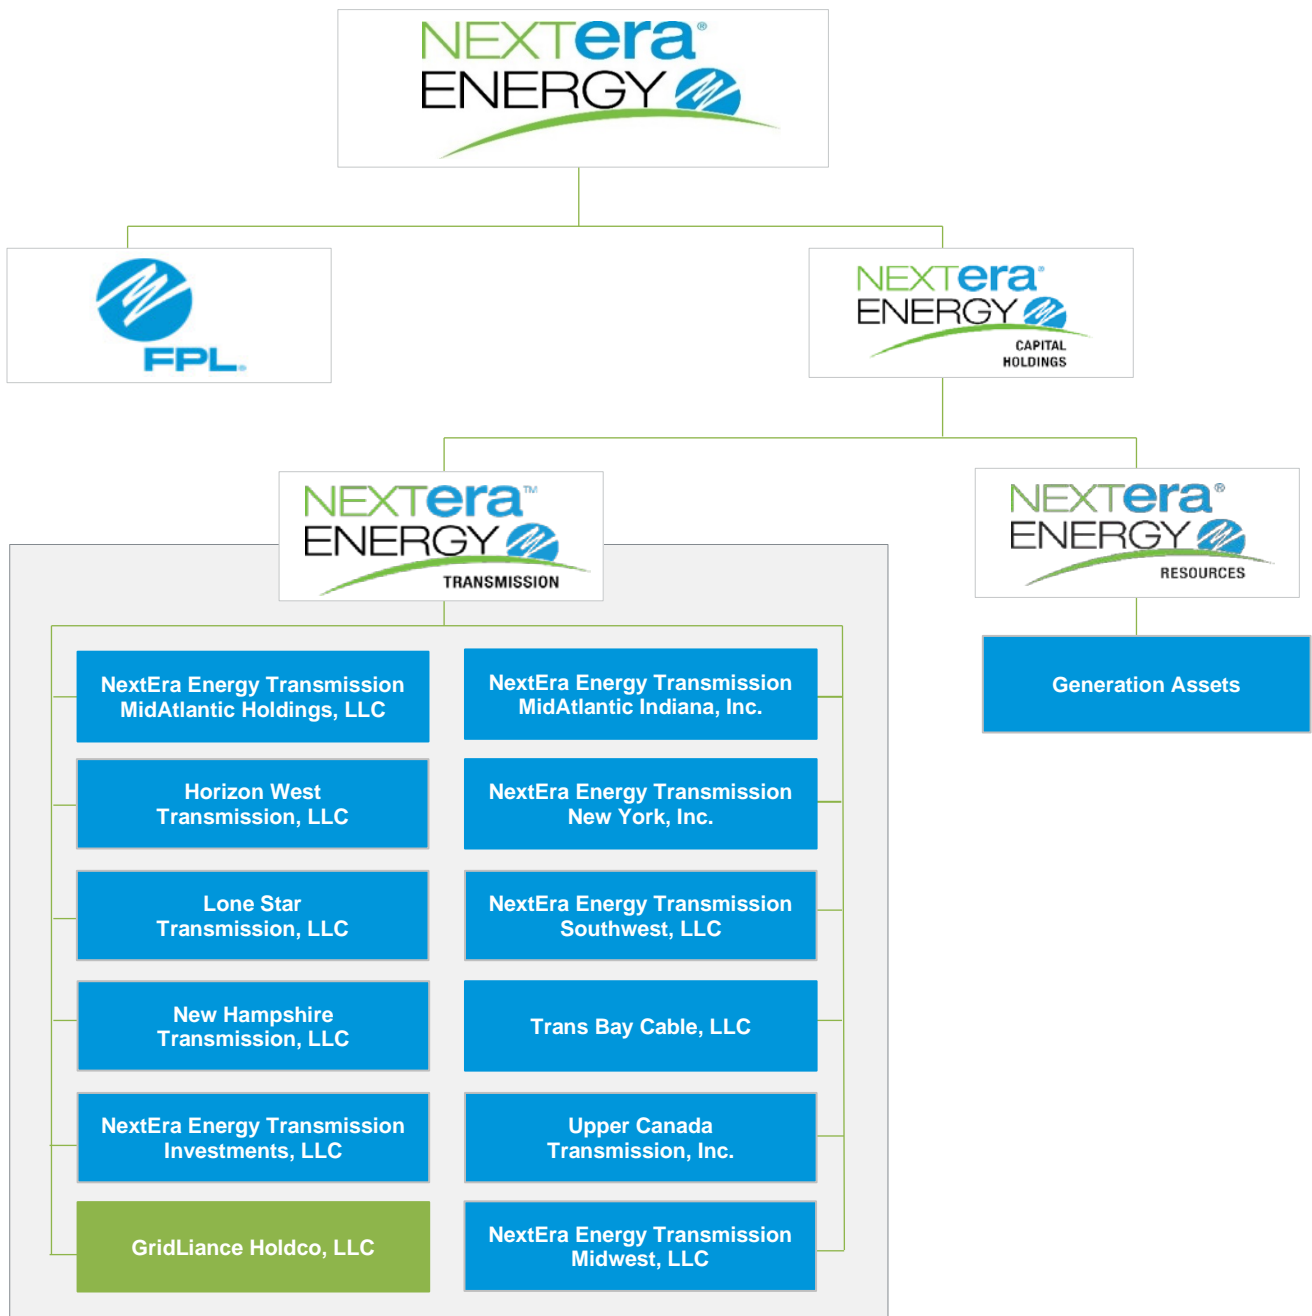 NEXTera®
ENERGY
FPL®
NEXTera®
ENERGY
CAPITAL
HOLDINGS
NEXTera™
ENERGY
TRANSMISSION
NEXTera®
ENERGY
RESOURCES
NextEra Energy Transmission
MidAtlantic Holdings, LLC
NextEra Energy Transmission
MidAtlantic Indiana, Inc.
Generation Assets
Horizon West
Transmission, LLC
NextEra Energy Transmission
New York, Inc.
Lone Star
Transmission, LLC
NextEra Energy Transmission
Southwest, LLC
New Hampshire
Transmission, LLC
Trans Bay Cable, LLC
NextEra Energy Transmission
Investments, LLC
Upper Canada
Transmission, Inc.
GridLiance Holdco, LLC
NextEra Energy Transmission
Midwest, LLC